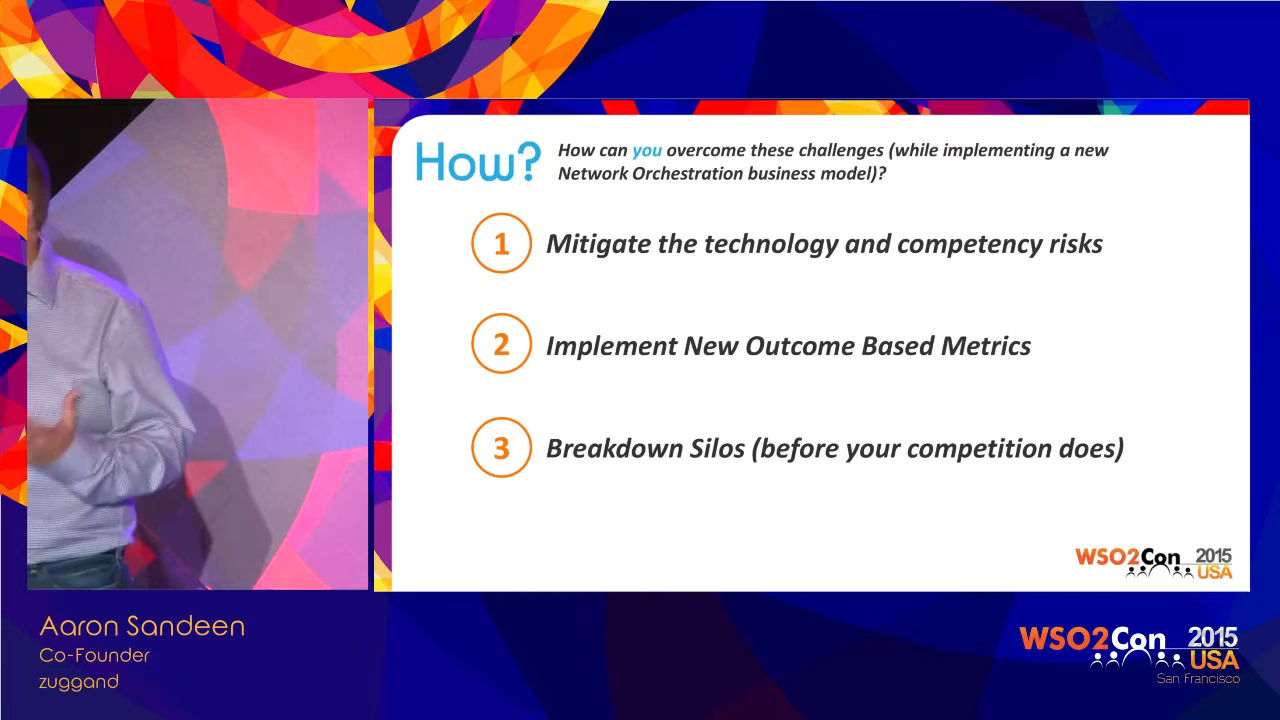 How?
How can you overcome these challenges (while implementing a new
Network Orchestration business model)?
1 Mitigate the technology and competency risks
2 Implement New Outcome Based Metrics
3 Breakdown Silos (before your competition does)
WSO2Con 2015
USA
Aaron Sandeen
Co-Founder
zuggand
WSO2Con 2015
USA
San Francisco